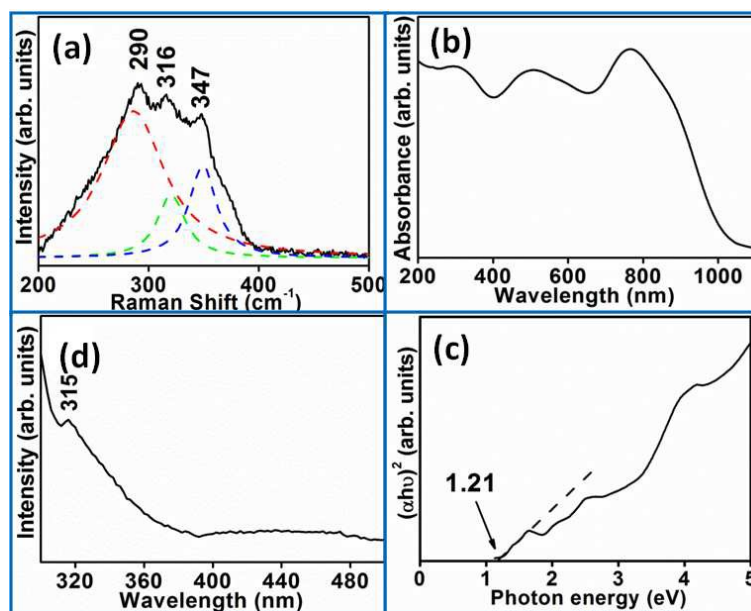 (a)
290
316
347
Intensity (arb. units)
200 300 400 500
Raman Shift (cm⁻¹)
(b)
Absorbance (arb. units)
200 400 600 800 1000
Wavelength (nm)
(d)
315
Intensity (arb. units)
320 360 400 440 480
Wavelength (nm)
(c)
(αhυ)² (arb. units)
1.21
0 1 2 3 4 5
Photon energy (eV)